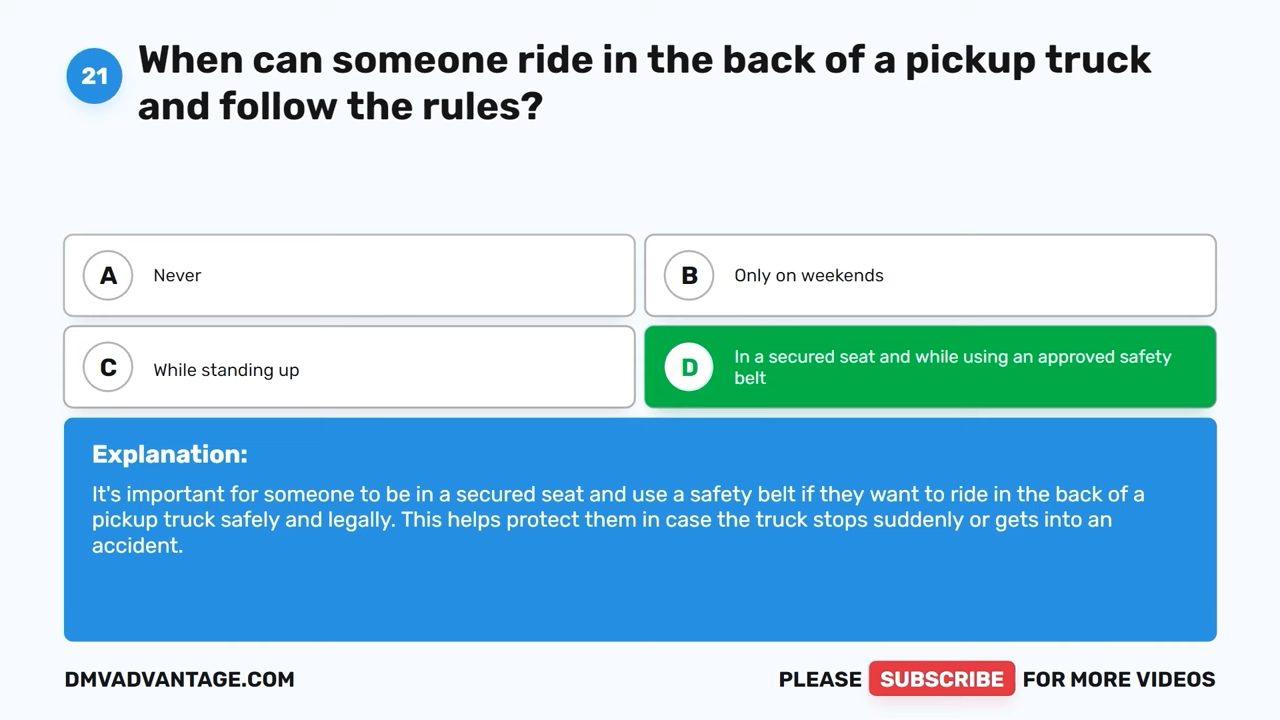 21
When can someone ride in the back of a pickup truck
and follow the rules?
A
Never
B
Only on weekends
C
While standing up
D
In a secured seat and while using an approved safety
belt
Explanation:
It's important for someone to be in a secured seat and use a safety belt if they want to ride in the back of a
pickup truck safely and legally. This helps protect them in case the truck stops suddenly or gets into an
accident.
DMVADVANTAGE.COM
PLEASE SUBSCRIBE FOR MORE VIDEOS